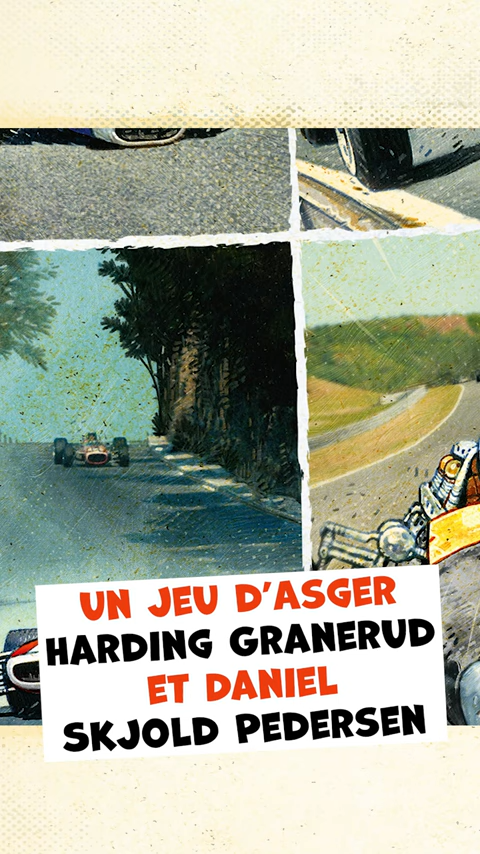 UN JEU D'ASGER
HARDING GRANERUD
ET DANIEL
SKJOLD PEDERSEN